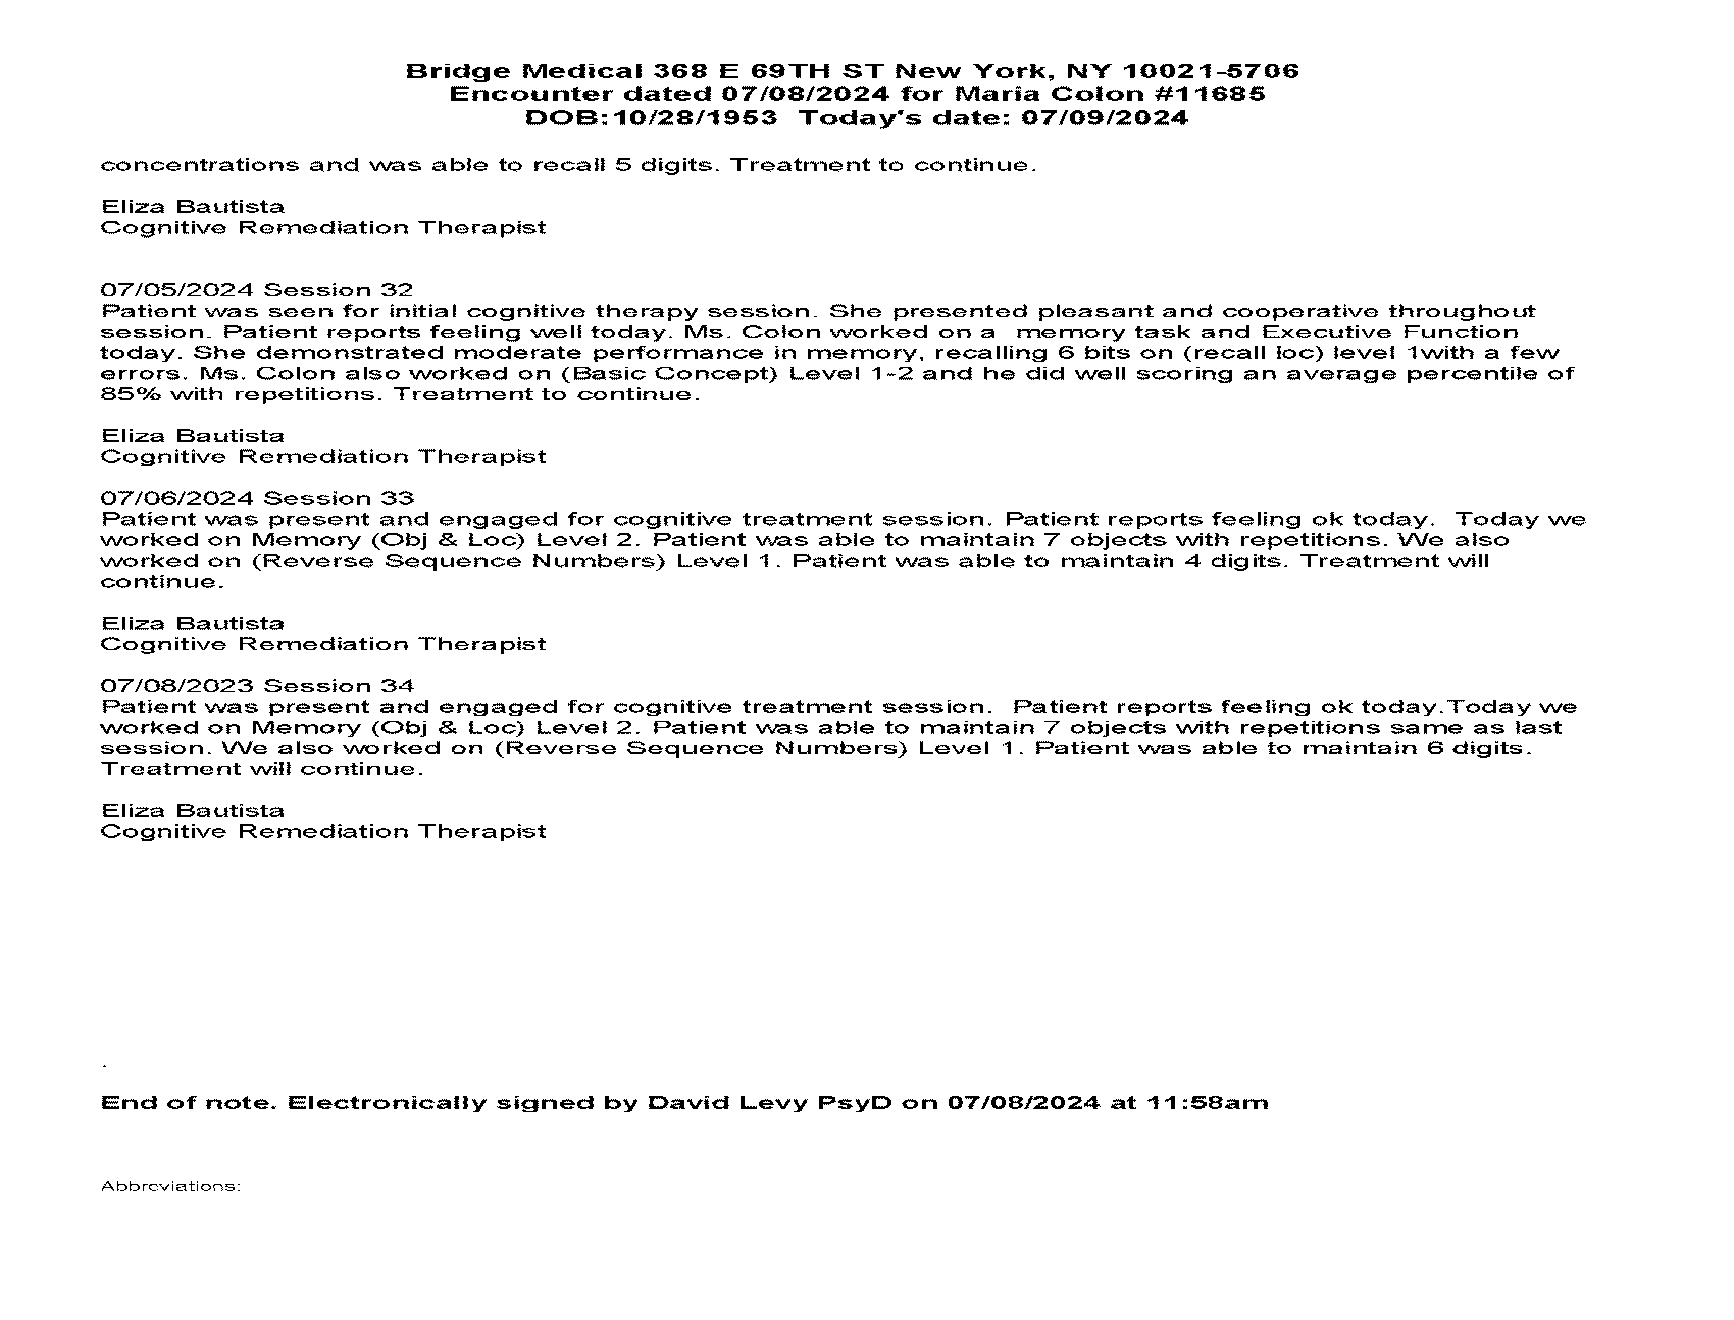 Bridge Medical 368 E 69TH ST New York, NY 10021-5706
Encounter dated 07/08/2024 for Maria Colon #11685
DOB:10/28/1953 Today's date: 07/09/2024
concentrations and was able to recall 5 digits. Treatment to continue.
Eliza Bautista
Cognitive Remediation Therapist
07/05/2024 Session 32
Patient was seen for initial cognitive therapy session. She presented pleasant and cooperative throughout
session. Patient reports feeling well today. Ms. Colon worked on a memory task and Executive Function
today. She demonstrated moderate performance in memory, recalling 6 bits on (recall loc) level 1with a few
errors. Ms. Colon also worked on (Basic Concept) Level 1-2 and he did well scoring an average percentile of
85% with repetitions. Treatment to continue.
Eliza Bautista
Cognitive Remediation Therapist
07/06/2024 Session 33
Patient was present and engaged for cognitive treatment session. Patient reports feeling ok today. Today we
worked on Memory (Obj & Loc) Level 2. Patient was able to maintain 7 objects with repetitions. We also
worked on (Reverse Sequence Numbers) Level 1. Patient was able to maintain 4 digits. Treatment will
continue.
Eliza Bautista
Cognitive Remediation Therapist
07/08/2023 Session 34
Patient was present and engaged for cognitive treatment session. Patient reports feeling ok today.Today we
worked on Memory (Obj & Loc) Level 2. Patient was able to maintain 7 objects with repetitions same as last
session. We also worked on (Reverse Sequence Numbers) Level 1. Patient was able to maintain 6 digits.
Treatment will continue.
Eliza Bautista
Cognitive Remediation Therapist
.
End of note. Electronically signed by David Levy PsyD on 07/08/2024 at 11:58am
Abbreviations: